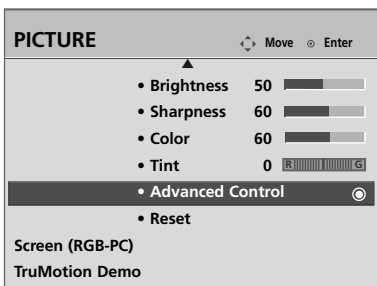 PICTURE Move Enter
• Brightness 50
• Sharpness 60
• Color 60
• Tint 0 R G
• Advanced Control
• Reset
Screen (RGB-PC)
TruMotion Demo